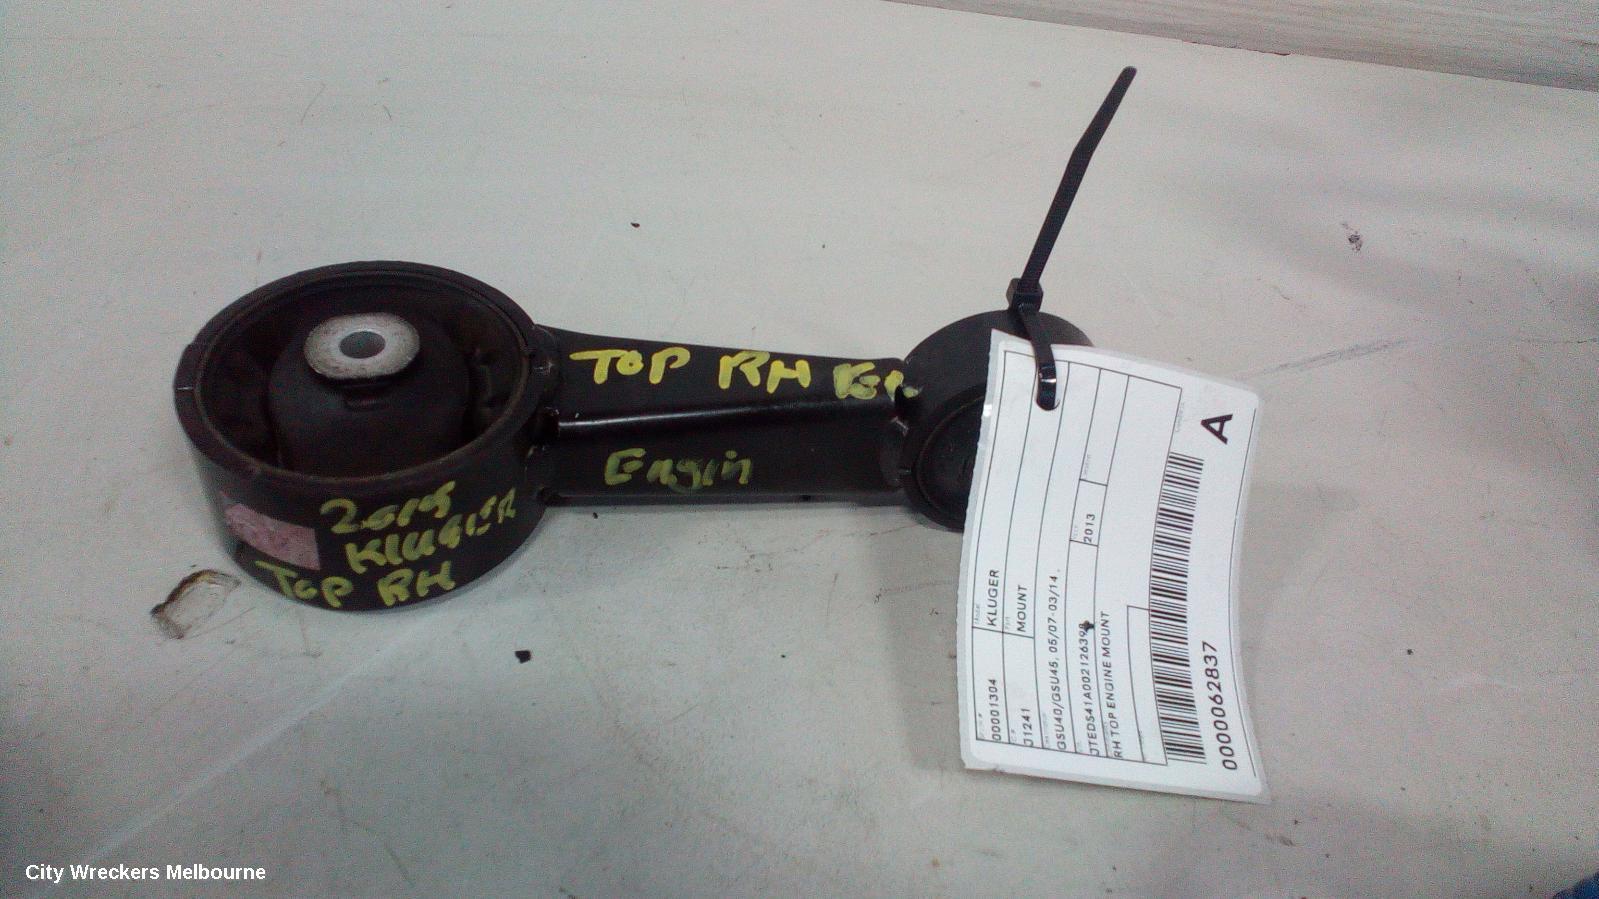 TOP RH
Engin
KLUGER
TOP RH
KLUGER
00001304
MOUNT
J1241
GSU40/GSU45, 05/07-03/14.
2013
RH TOP ENGINE MOUNT
A
0000062837
City Wreckers Melbourne